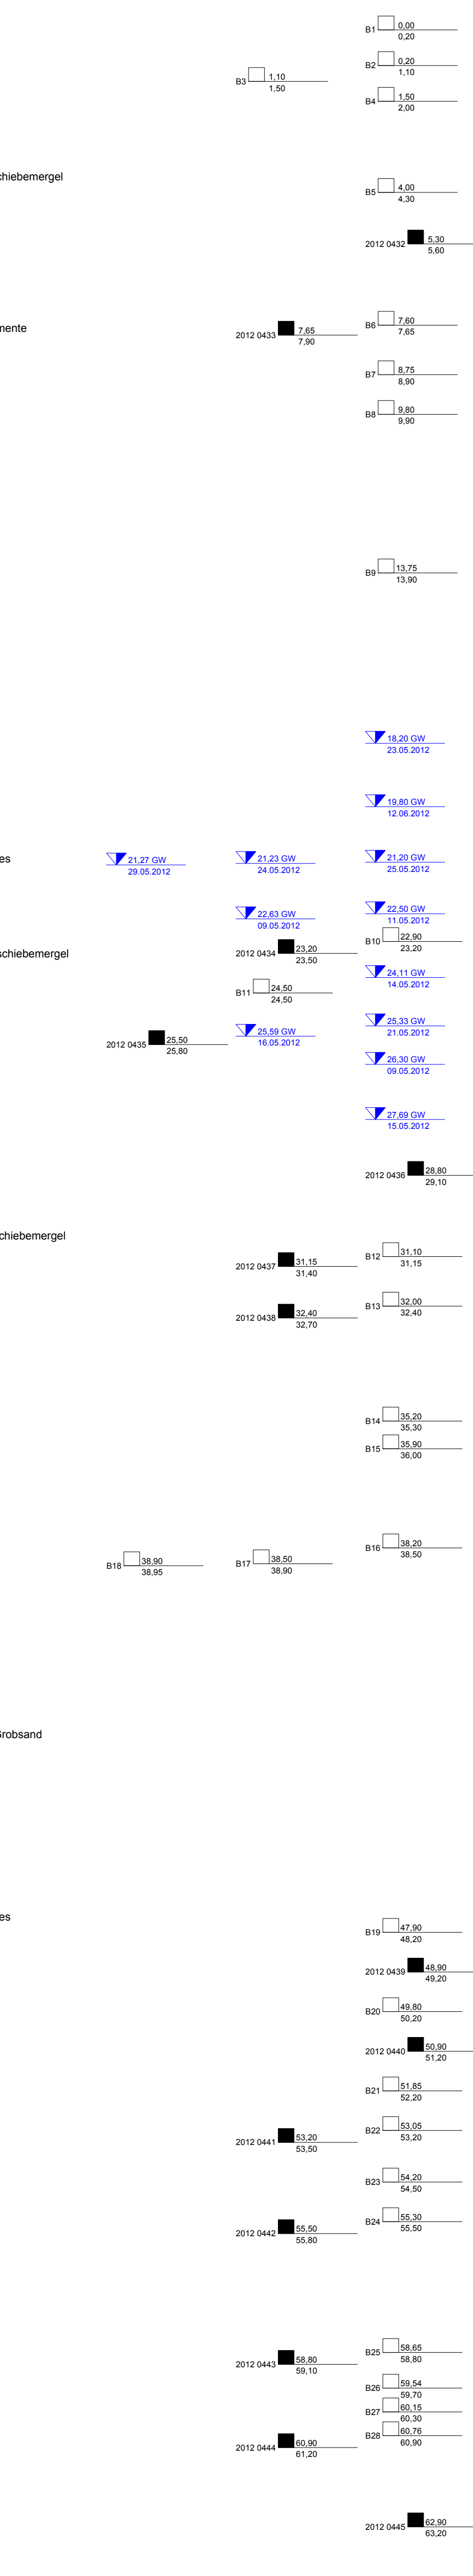 B1 0,00
0,20
B2 0,20
1,10
B3 1,10
1,50
B4 1,50
2,00
chiebemergel
B5 4,00
4,30
2012 0432 5,30
5,60
B6 7,60
7,65
mente
2012 0433 7,65
7,90
B7 8,75
8,90
B8 9,80
9,90
B9 13,75
13,90
18,20 GW
23.05.2012
19,80 GW
12.06.2012
es
21,27 GW
29.05.2012
21,23 GW
24.05.2012
21,20 GW
25.05.2012
22,63 GW
09.05.2012
22,50 GW
11.05.2012
B10 22,90
23,20
schiebemergel
2012 0434 23,20
23,50
24,11 GW
14.05.2012
B11 24,50
24,50
25,33 GW
21.05.2012
2012 0435 25,50
25,80
25,59 GW
16.05.2012
26,30 GW
09.05.2012
27,69 GW
15.05.2012
2012 0436 28,80
29,10
chiebemergel
B12 31,10
31,15
2012 0437 31,15
31,40
B13 32,00
32,40
2012 0438 32,40
32,70
B14 35,20
35,30
B15 35,90
36,00
B16 38,20
38,50
B17 38,50
38,90
B18 38,90
38,95
Grobsand
es
B19 47,90
48,20
2012 0439 48,90
49,20
B20 49,80
50,20
2012 0440 50,90
51,20
B21 51,85
52,20
B22 53,05
53,20
2012 0441 53,20
53,50
B23 54,20
54,50
B24 55,30
55,50
2012 0442 55,50
55,80
B25 58,65
58,80
2012 0443 58,80
59,10
B26 59,54
59,70
B27 60,15
60,30
B28 60,76
60,90
2012 0444 60,90
61,20
2012 0445 62,90
63,20